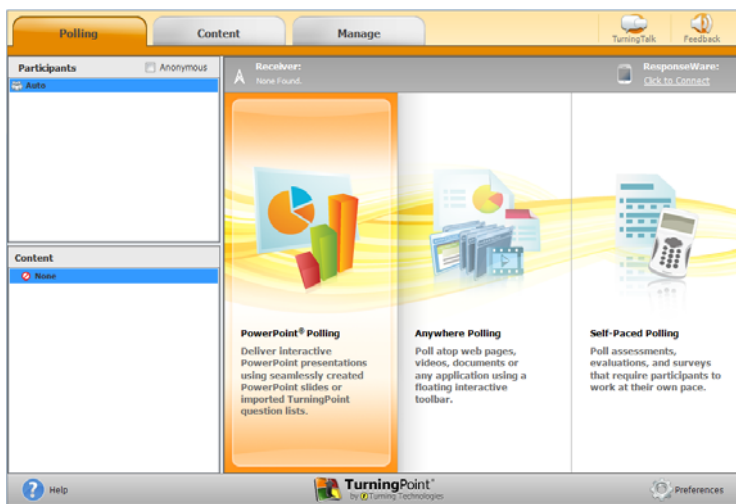 Polling
Content
Manage
TurningTalk
Feedback
Participants
Anonymous
Auto
Receiver:
None Found.
ResponseWare:
Click to Connect
Content
None
PowerPoint® Polling
Deliver interactive
PowerPoint presentations
using seamlessly created
PowerPoint slides or
imported TurningPoint
question lists.
Anywhere Polling
Poll atop web pages,
videos, documents or
any application using a
floating interactive
toolbar.
Self-Paced Polling
Poll assessments,
evaluations, and surveys
that require participants to
work at their own pace.
Help
TurningPoint®
by Turning Technologies
Preferences